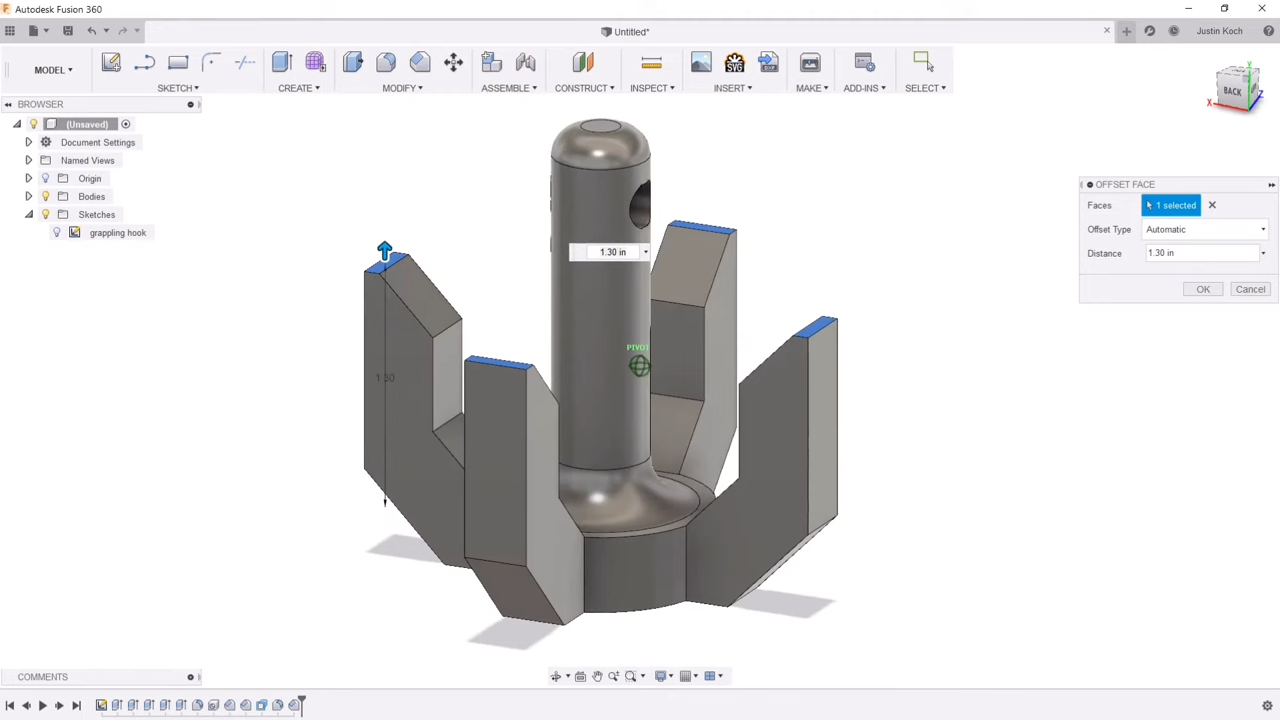 Autodesk Fusion 360
Untitled*
Justin Koch
MODEL
SKETCH
CREATE
MODIFY
ASSEMBLE
CONSTRUCT
INSPECT
INSERT
MAKE
ADD-INS
SELECT
SVG
DXF
BROWSER
(Unsaved)
Document Settings
Named Views
Origin
Bodies
Sketches
grappling hook
Y
BACK
X
Z
OFFSET FACE
Faces 1 selected
Offset Type Automatic
Distance 1.30 in
OK Cancel
1.30 in
PIVOT
COMMENTS